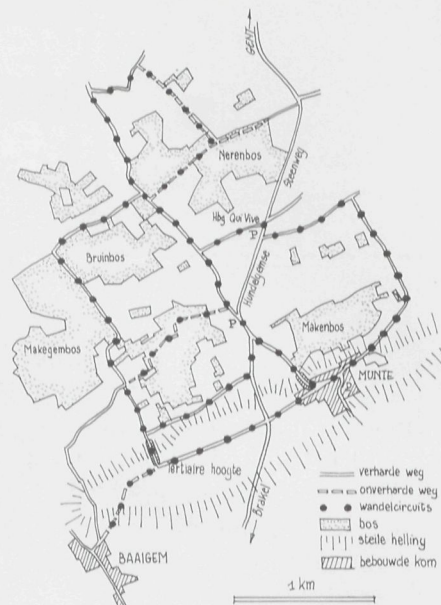 GENT
Nerenbos
Steenweg
Hbg Qui Vive
P
Hundelgemse
Bruinbos
Makegembos
Makenbos
P
MUNTE
Tertiaire hoogte
Brakel
BAAIGEM
verharde weg
onverharde weg
wandelcircuits
bos
steile helling
bebouwde kom
1 km